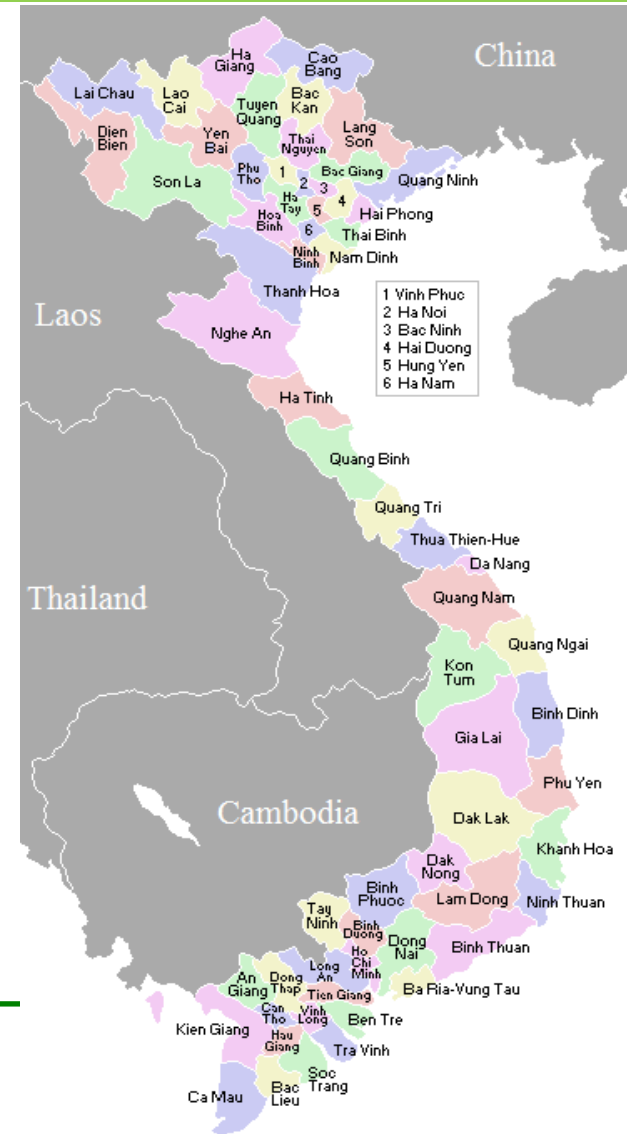 China
Ha
Giang
Cao
Bang
Lai Chau
Lao
Cai
Tuyen
Quang
Bac
Kan
Dien
Bien
Yen
Bai
Thai
Nguyen
Lang
Son
Son La
Phu
Tho
1
2
3
4
5
6
Bac Giang
Quang Ninh
Ha
Tay
Hoa
Binh
Hai Phong
Thai Binh
Ninh
Binh
Nam Dinh
Thanh Hoa
1 Vinh Phuc
2 Ha Noi
3 Bac Ninh
4 Hai Duong
5 Hung Yen
6 Ha Nam
Laos
Nghe An
Ha Tinh
Quang Binh
Quang Tri
Thua Thien-Hue
Da Nang
Thailand
Quang Nam
Quang Ngai
Kon
Tum
Binh Dinh
Gia Lai
Phu Yen
Cambodia
Dak Lak
Khanh Hoa
Dak
Nong
Binh
Phuoc
Lam Dong
Ninh Thuan
Tay
Ninh
Binh
Duong
Dong
Nai
Binh Thuan
Ho
Chi
Minh
Long
An
An
Giang
Dong
Thap
Tien Giang
Ba Ria-Vung Tau
Kien Giang
Can
Tho
Vinh
Long
Ben Tre
Hau
Giang
Tra Vinh
Soc
Trang
Ca Mau
Bac
Lieu